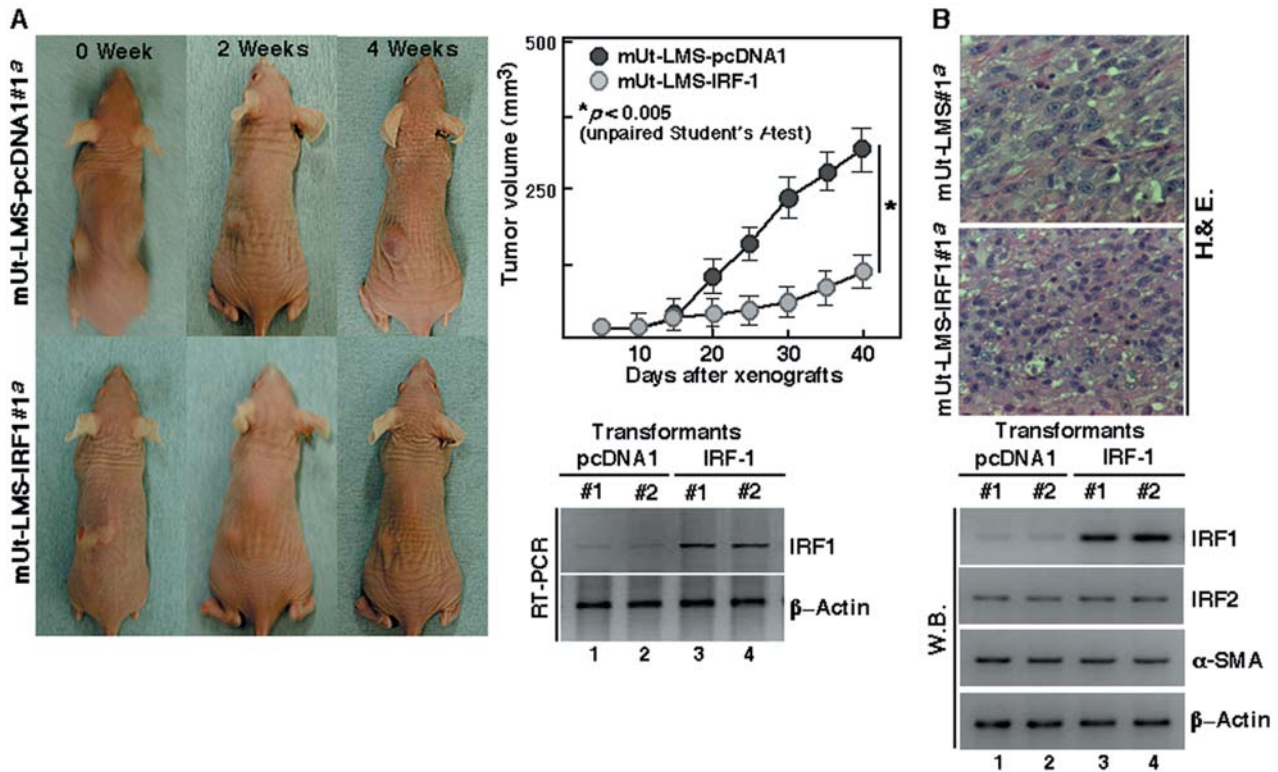 A
0 Week
2 Weeks
4 Weeks
mUt-LMS-pcDNA1#1a
mUt-LMS-IRF1#1a
Tumor volume (mm3)
500
250
mUt-LMS-pcDNA1
mUt-LMS-IRF-1
*p<0.005
(unpaired Student's t-test)
*
10 20 30 40
Days after xenografts
Transformants
pcDNA1 IRF-1
#1 #2 #1 #2
RT-PCR
IRF1
β–Actin
1 2 3 4
B
mUt-LMS#1a
mUt-LMS-IRF1#1a
H.& E.
Transformants
pcDNA1 IRF-1
#1 #2 #1 #2
W.B.
IRF1
IRF2
α-SMA
β–Actin
1 2 3 4